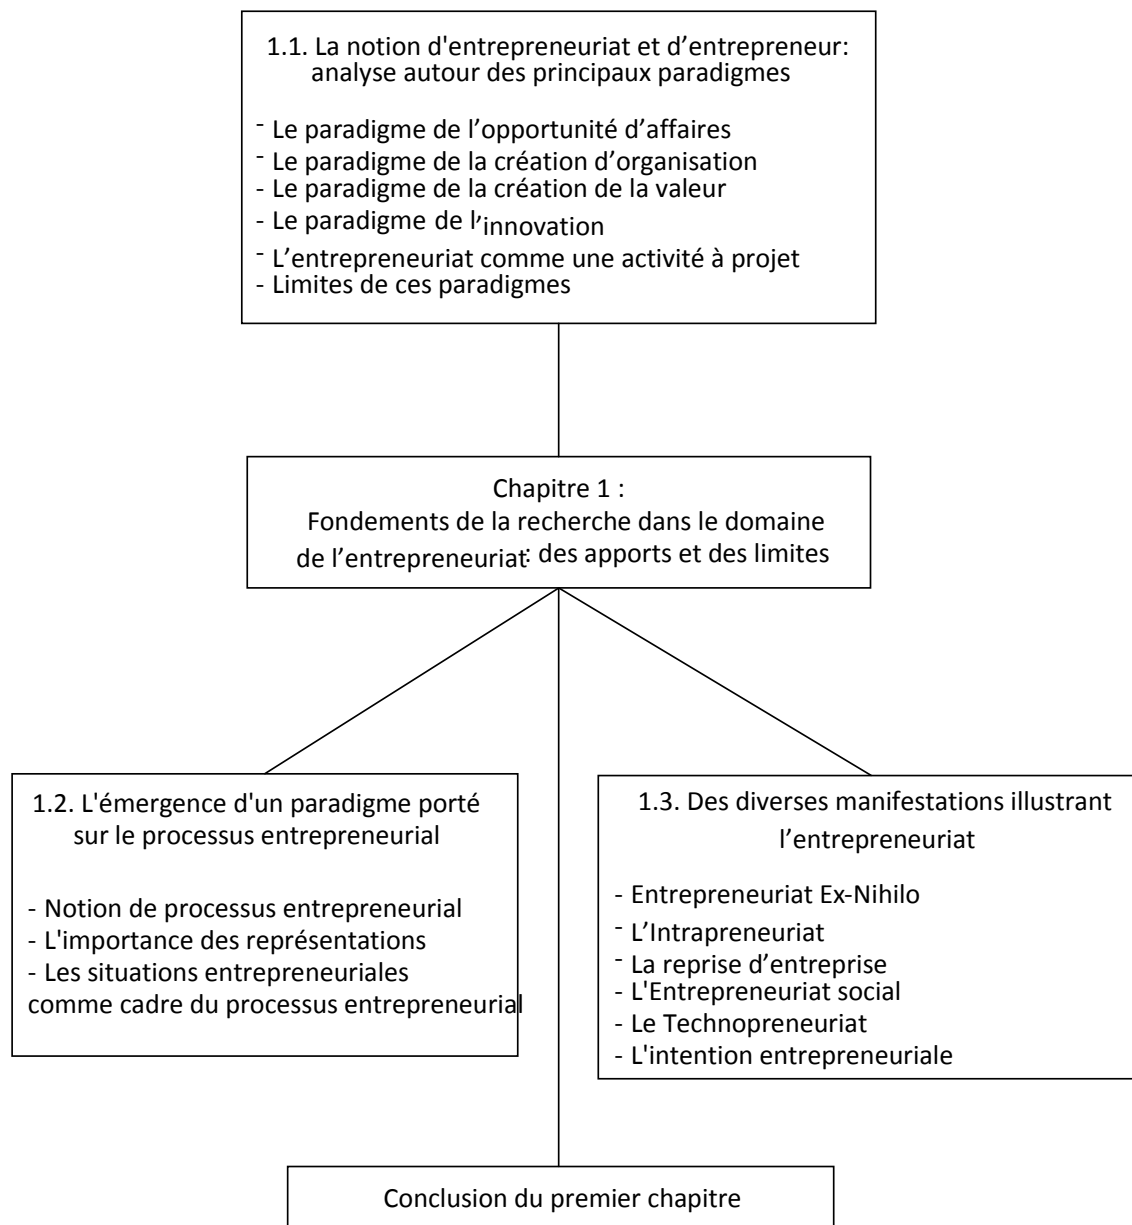 1.1. La notion d'entrepreneuriat et d’entrepreneur:
analyse autour des principaux paradigmes
- Le paradigme de l’opportunité d’affaires
- Le paradigme de la création d’organisation
- Le paradigme de la création de la valeur
- Le paradigme de l’innovation
- L’entrepreneuriat comme une activité à projet
- Limites de ces paradigmes
Chapitre 1 :
Fondements de la recherche dans le domaine
de l’entrepreneuriat: des apports et des limites
1.2. L'émergence d'un paradigme porté
sur le processus entrepreneurial
- Notion de processus entrepreneurial
- L'importance des représentations
- Les situations entrepreneuriales
comme cadre du processus entrepreneurial
1.3. Des diverses manifestations illustrant
l’entrepreneuriat
- Entrepreneuriat Ex-Nihilo
- L’Intrapreneuriat
- La reprise d’entreprise
- L'Entrepreneuriat social
- Le Technopreneuriat
- L'intention entrepreneuriale
Conclusion du premier chapitre